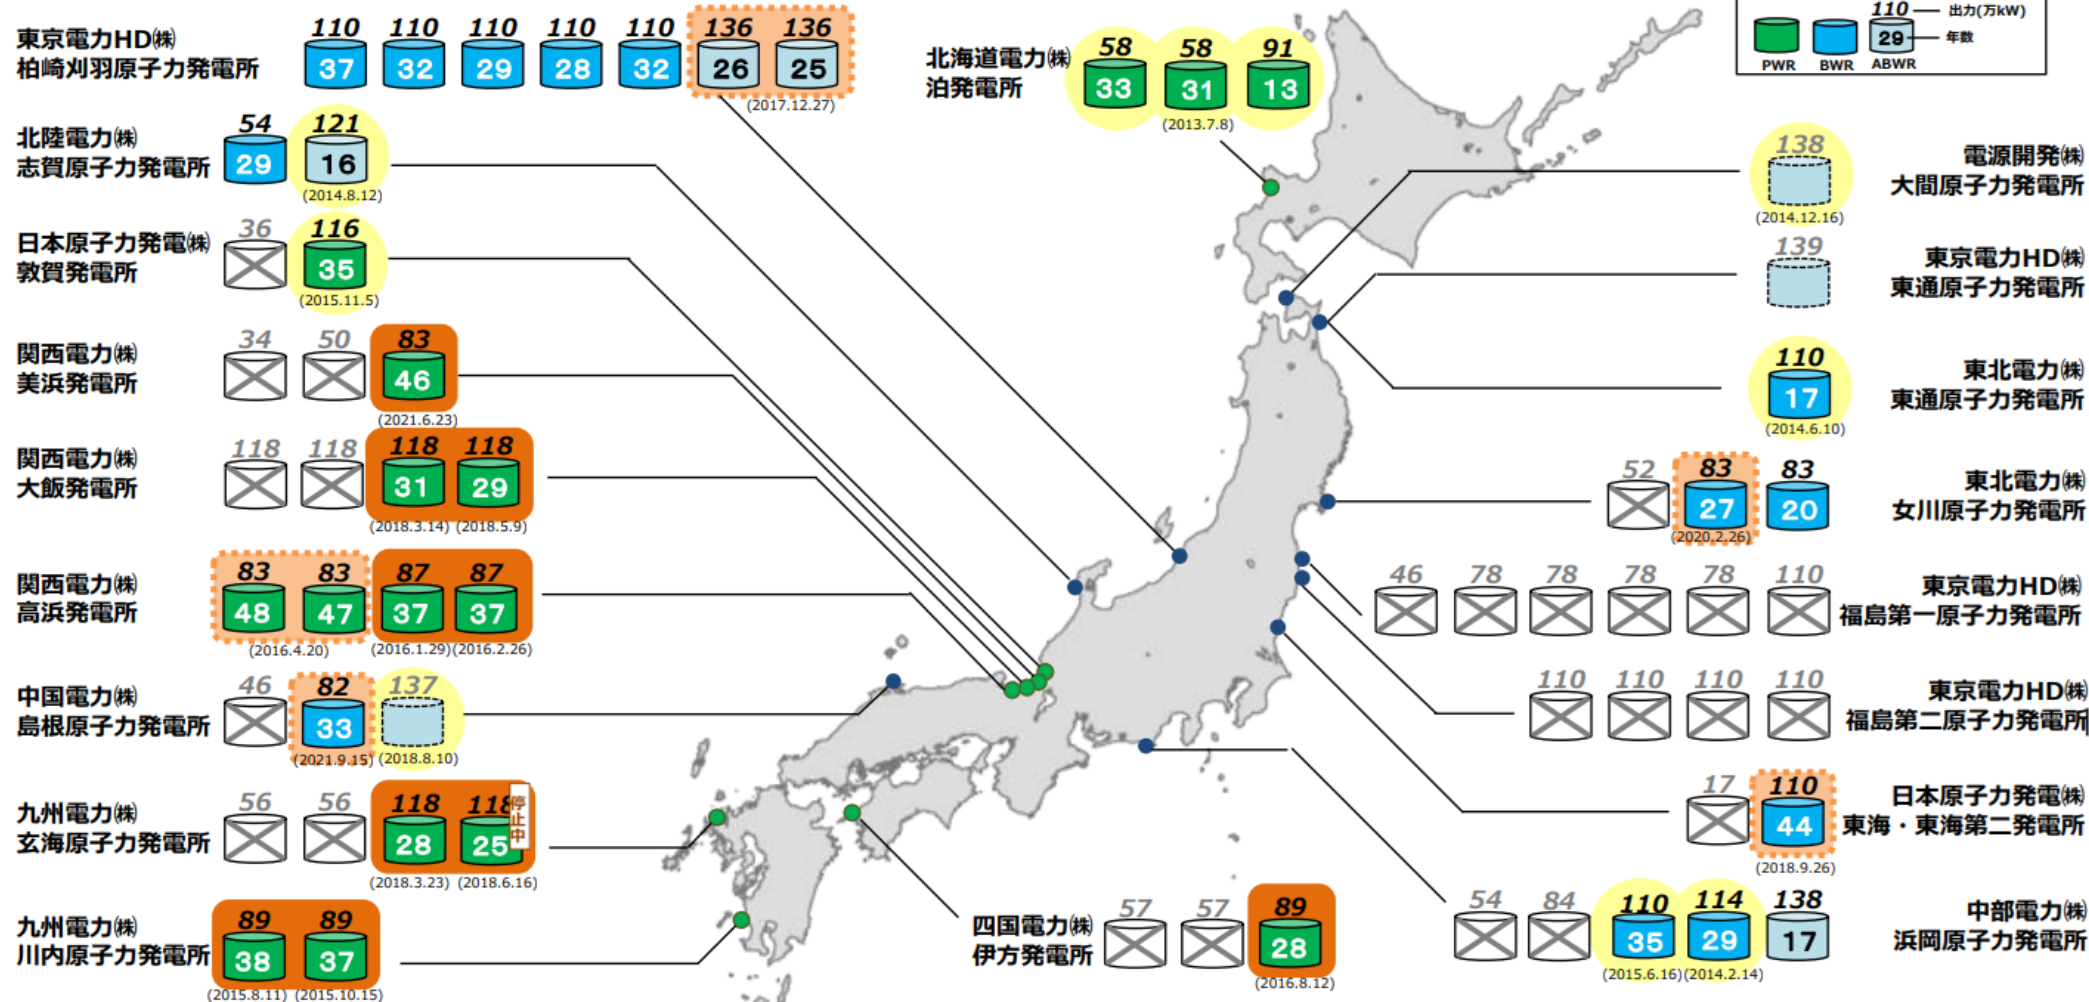 東京電力HD㈱
柏崎刈羽原子力発電所
110 110 110 110 110 136 136
37 32 29 28 32 26 25
(2017.12.27)
北陸電力㈱
志賀原子力発電所
54 121
29 16
(2014.8.12)
日本原子力発電㈱
敦賀発電所
36 116
35
(2015.11.5)
関西電力㈱
美浜発電所
34 50 83
46
(2021.6.23)
関西電力㈱
大飯発電所
118 118 118 118
31 29
(2018.3.14) (2018.5.9)
関西電力㈱
高浜発電所
83 83 87 87
48 47 37 37
(2016.4.20) (2016.1.29) (2016.2.26)
中国電力㈱
島根原子力発電所
46 82 137
33
(2021.9.15) (2018.8.10)
九州電力㈱
玄海原子力発電所
56 56 118 118
28 25
停止中
(2018.3.23) (2018.6.16)
九州電力㈱
川内原子力発電所
89 89
38 37
(2015.8.11) (2015.10.15)
北海道電力㈱
泊発電所
58 58 91
33 31 13
(2013.7.8)
四国電力㈱
伊方発電所
57 57 89
28
(2016.8.12)
110 出力(万kW)
29 年数
PWR BWR ABWR
138
電源開発㈱
大間原子力発電所
(2014.12.16)
139
東京電力HD㈱
東通原子力発電所
110
17
東北電力㈱
東通原子力発電所
(2014.6.10)
52 83 83
27 20
東北電力㈱
女川原子力発電所
(2020.2.26)
46 78 78 78 78 110
東京電力HD㈱
福島第一原子力発電所
110 110 110 110
東京電力HD㈱
福島第二原子力発電所
17 110
44
日本原子力発電㈱
東海・東海第二発電所
(2018.9.26)
54 84 110 114 138
35 29 17
中部電力㈱
浜岡原子力発電所
(2015.6.16) (2014.2.14)